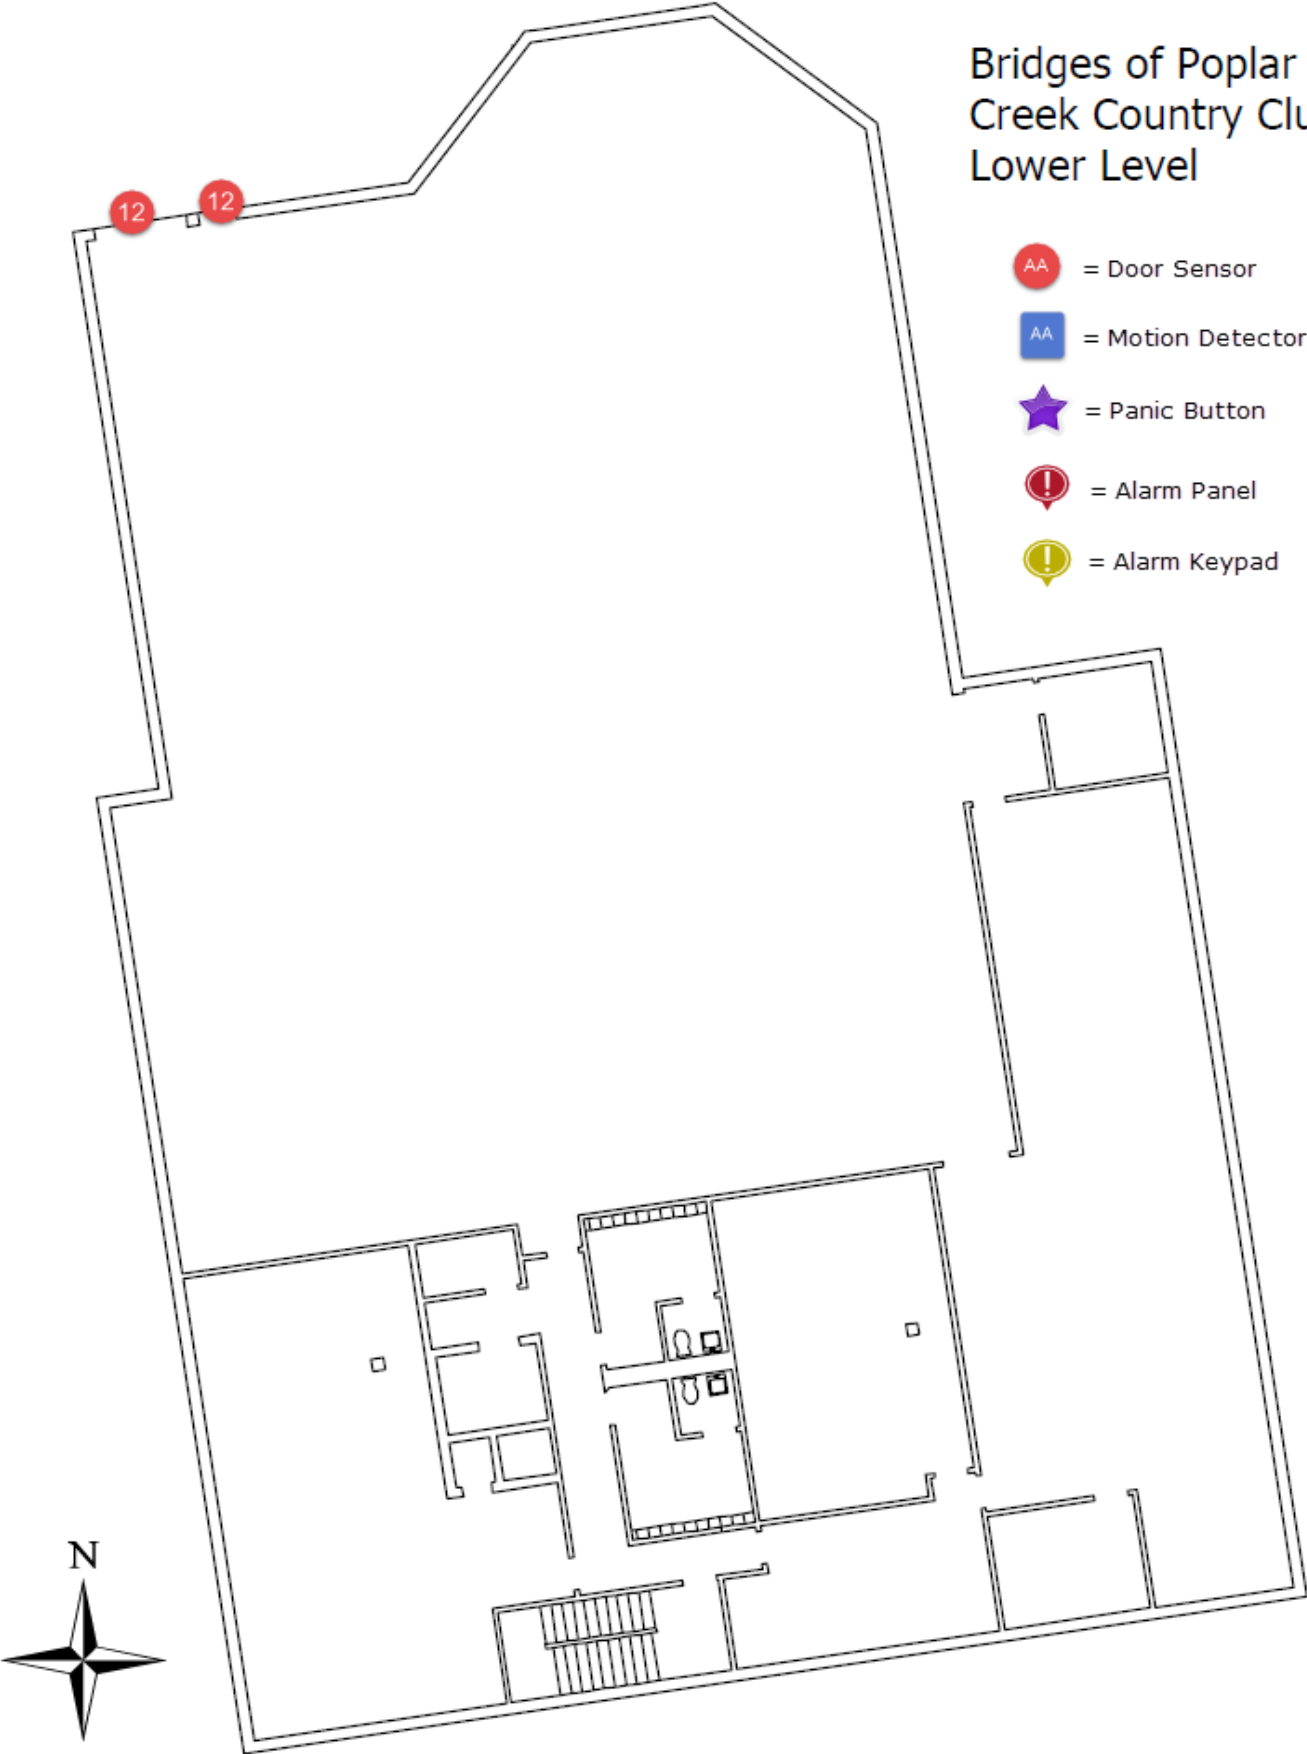 Bridges of Poplar
Creek Country Clu
Lower Level
12
12
AA = Door Sensor
AA = Motion Detector
= Panic Button
! = Alarm Panel
! = Alarm Keypad
N